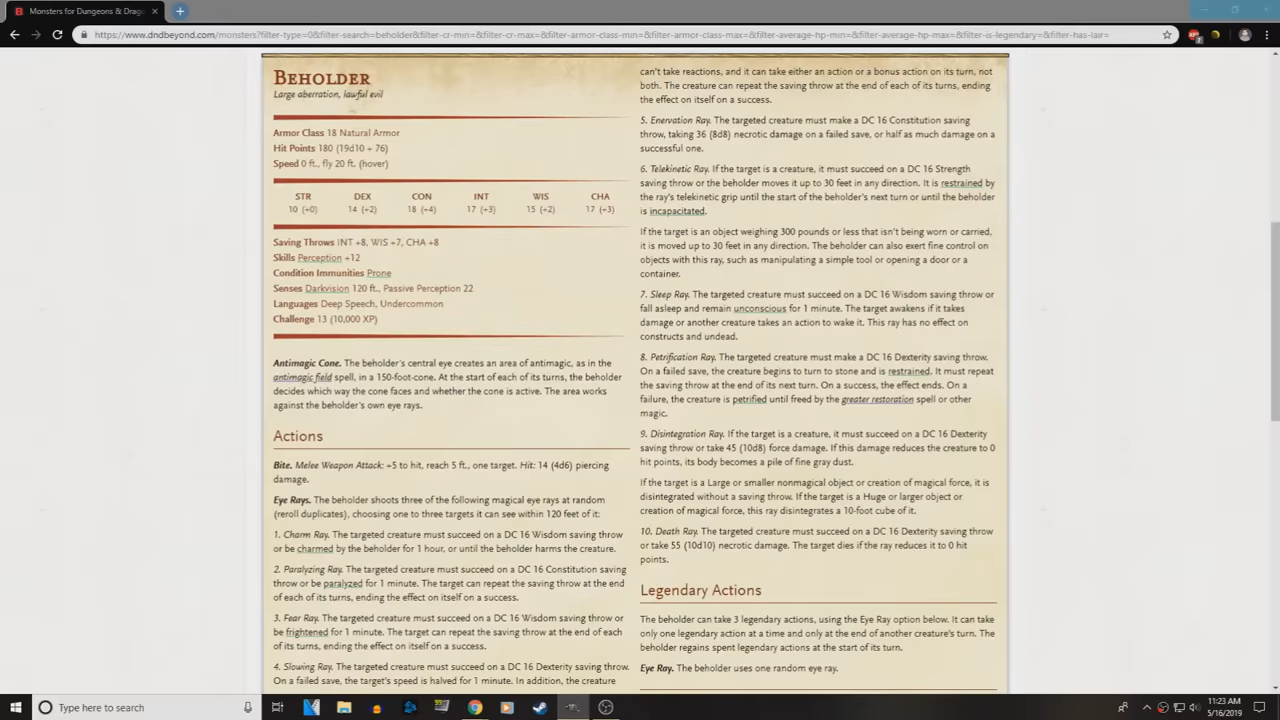 Monsters for Dungeons & Drago
https://www.dndbeyond.com/monsters?filter-type=0&filter-search=beholder&filter-cr-min=&filter-cr-max=&filter-armor-class-min=&filter-armor-class-max=&filter-average-hp-min=&filter-average-hp-max=&filter-is-legendary=&filter-has-lair=
BEHOLDER
Large aberration, lawful evil
Armor Class 18 Natural Armor
Hit Points 180 (19d10 + 76)
Speed 0 ft., fly 20 ft. (hover)
STR DEX CON INT WIS CHA
10 (+0) 14 (+2) 18 (+4) 17 (+3) 15 (+2) 17 (+3)
Saving Throws INT +8, WIS +7, CHA +8
Skills Perception +12
Condition Immunities Prone
Senses Darkvision 120 ft., Passive Perception 22
Languages Deep Speech, Undercommon
Challenge 13 (10,000 XP)
Antimagic Cone. The beholder's central eye creates an area of antimagic, as in the
antimagic field spell, in a 150-foot-cone. At the start of each of its turns, the beholder
decides which way the cone faces and whether the cone is active. The area works
against the beholder's own eye rays.
Actions
Bite. Melee Weapon Attack: +5 to hit, reach 5 ft., one target. Hit: 14 (4d6) piercing
damage.
Eye Rays. The beholder shoots three of the following magical eye rays at random
(reroll duplicates), choosing one to three targets it can see within 120 feet of it:
1. Charm Ray. The targeted creature must succeed on a DC 16 Wisdom saving throw
or be charmed by the beholder for 1 hour, or until the beholder harms the creature.
2. Paralyzing Ray. The targeted creature must succeed on a DC 16 Constitution saving
throw or be paralyzed for 1 minute. The target can repeat the saving throw at the end
of each of its turns, ending the effect on itself on a success.
3. Fear Ray. The targeted creature must succeed on a DC 16 Wisdom saving throw or
be frightened for 1 minute. The target can repeat the saving throw at the end of each
of its turns, ending the effect on itself on a success.
4. Slowing Ray. The targeted creature must succeed on a DC 16 Dexterity saving throw.
On a failed save, the target's speed is halved for 1 minute. In addition, the creature
can't take reactions, and it can take either an action or a bonus action on its turn, not
both. The creature can repeat the saving throw at the end of each of its turns, ending
the effect on itself on a success.
5. Enervation Ray. The targeted creature must make a DC 16 Constitution saving
throw, taking 36 (8d8) necrotic damage on a failed save, or half as much damage on a
successful one.
6. Telekinetic Ray. If the target is a creature, it must succeed on a DC 16 Strength
saving throw or the beholder moves it up to 30 feet in any direction. It is restrained by
the ray's telekinetic grip until the start of the beholder's next turn or until the beholder
is incapacitated.
If the target is an object weighing 300 pounds or less that isn't being worn or carried,
it is moved up to 30 feet in any direction. The beholder can also exert fine control on
objects with this ray, such as manipulating a simple tool or opening a door or a
container.
7. Sleep Ray. The targeted creature must succeed on a DC 16 Wisdom saving throw or
fall asleep and remain unconscious for 1 minute. The target awakens if it takes
damage or another creature takes an action to wake it. This ray has no effect on
constructs and undead.
8. Petrification Ray. The targeted creature must make a DC 16 Dexterity saving throw.
On a failed save, the creature begins to turn to stone and is restrained. It must repeat
the saving throw at the end of its next turn. On a success, the effect ends. On a
failure, the creature is petrified until freed by the greater restoration spell or other
magic.
9. Disintegration Ray. If the target is a creature, it must succeed on a DC 16 Dexterity
saving throw or take 45 (10d8) force damage. If this damage reduces the creature to 0
hit points, its body becomes a pile of fine gray dust.
If the target is a Large or smaller nonmagical object or creation of magical force, it is
disintegrated without a saving throw. If the target is a Huge or larger object or
creation of magical force, this ray disintegrates a 10-foot cube of it.
10. Death Ray. The targeted creature must succeed on a DC 16 Dexterity saving throw
or take 55 (10d10) necrotic damage. The target dies if the ray reduces it to 0 hit
points.
Legendary Actions
The beholder can take 3 legendary actions, using the Eye Ray option below. It can take
only one legendary action at a time and only at the end of another creature's turn. The
beholder regains spent legendary actions at the start of its turn.
Eye Ray. The beholder uses one random eye ray.
Type here to search
11:23 AM
5/16/2019